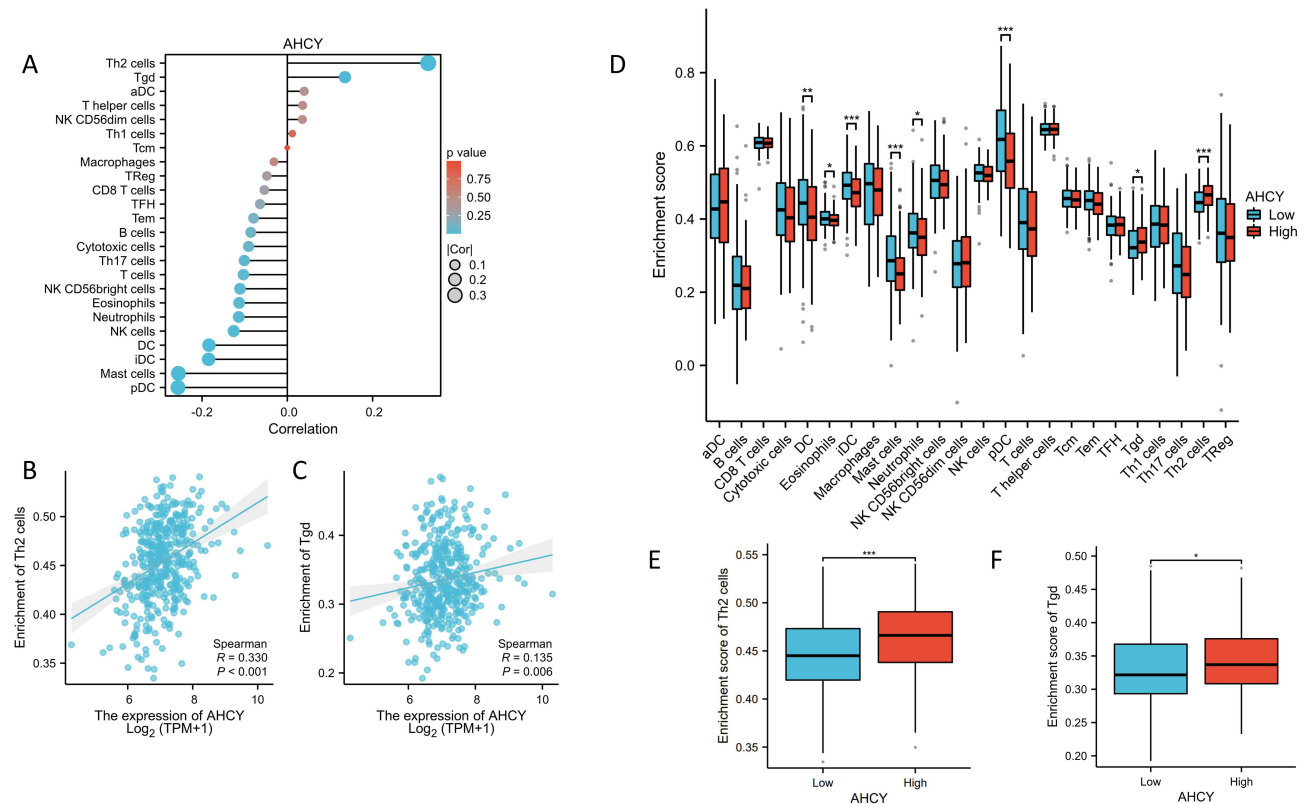 A
AHCY
Th2 cells
Tgd
aDC
T helper cells
NK CD56dim cells
Th1 cells
Tcm
Macrophages
TReg
CD8 T cells
TFH
Tem
B cells
Cytotoxic cells
Th17 cells
T cells
NK CD56bright cells
Eosinophils
Neutrophils
NK cells
DC
iDC
Mast cells
pDC
-0.2
0.0
0.2
Correlation
p value
0.75
0.50
0.25
|Cor|
0.1
0.2
0.3
B
Enrichment of Th2 cells
0.50
0.45
0.40
0.35
Spearman
R = 0.330
P < 0.001
6
8
10
The expression of AHCY
Log₂ (TPM+1)
C
Enrichment of Tgd
0.4
0.3
0.2
Spearman
R = 0.135
P = 0.006
6
8
10
The expression of AHCY
Log₂ (TPM+1)
D
Enrichment score
0.8
0.6
0.4
0.2
0.0
**
*
***
***
*
***
*
***
aDC
B cells
CD8 T cells
Cytotoxic cells
DC
Eosinophils
iDC
Macrophages
Mast cells
Neutrophils
NK CD56bright cells
NK CD56dim cells
NK cells
pDC
T cells
T helper cells
Tcm
Tem
TFH
Tgd
Th1 cells
Th17 cells
Th2 cells
TReg
AHCY
Low
High
E
Enrichment score of Th2 cells
0.55
0.50
0.45
0.40
0.35
***
Low
High
AHCY
F
Enrichment score of Tgd
0.50
0.45
0.40
0.35
0.30
0.25
0.20
*
Low
High
AHCY